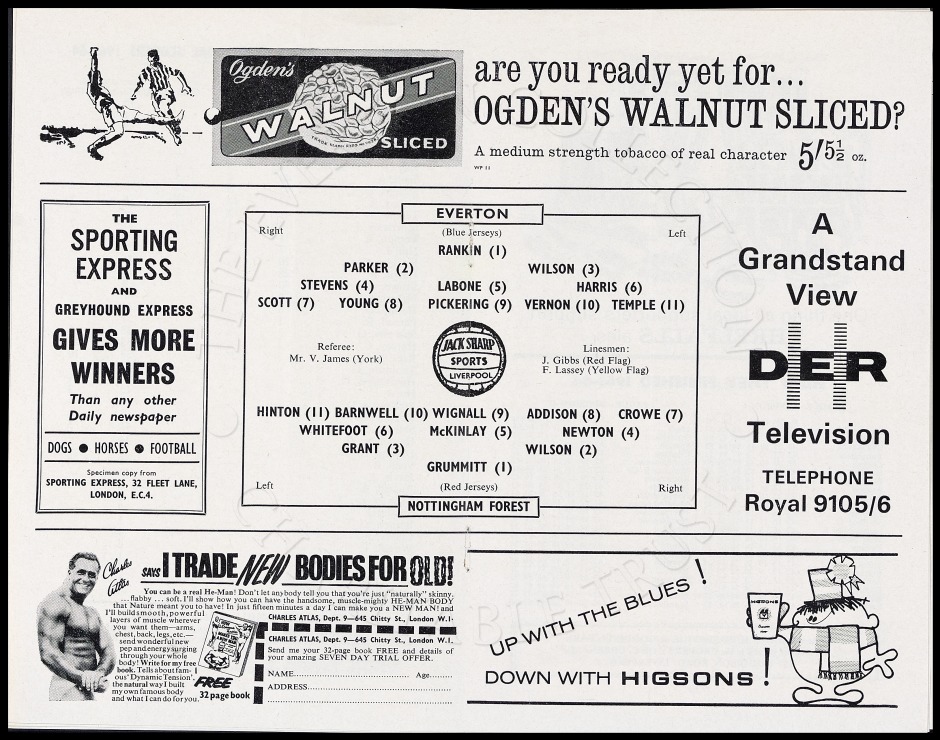 Ogden's
WALNUT
SLICED
are you ready yet for...
OGDEN'S WALNUT SLICED?
A medium strength tobacco of real character 5/5½ oz.
WP 11
THE
SPORTING
EXPRESS
AND
GREYHOUND EXPRESS
GIVES MORE
WINNERS
Than any other
Daily newspaper
DOGS ● HORSES ● FOOTBALL
Specimen copy from
SPORTING EXPRESS, 32 FLEET LANE,
LONDON, E.C.4.
EVERTON
Right (Blue Jerseys) Left
RANKIN (1)
PARKER (2) WILSON (3)
STEVENS (4) LABONE (5) HARRIS (6)
SCOTT (7) YOUNG (8) PICKERING (9) VERNON (10) TEMPLE (11)
Referee:
Mr. V. James (York)
JACK SHARP
SPORTS
LIVERPOOL
Linesmen:
J. Gibbs (Red Flag)
F. Lassey (Yellow Flag)
HINTON (11) BARNWELL (10) WIGNALL (9) ADDISON (8) CROWE (7)
WHITEFOOT (6) McKINLAY (5) NEWTON (4)
GRANT (3) WILSON (2)
GRUMMITT (1)
Left (Red Jerseys) Right
NOTTINGHAM FOREST
A
Grandstand
View
DER
Television
TELEPHONE
Royal 9105/6
Charles
Atlas
SAYS I TRADE NEW BODIES FOR OLD!
You can be a real He-Man! Don't let anybody tell you that you're just "naturally" skinny,
... flabby ... soft. I'll show you how you can have the handsome, muscle-mighty HE-MAN BODY
that Nature meant you to have! In just fifteen minutes a day I can make you a NEW MAN! and
I'll build smooth, powerful
layers of muscle wherever
you want them—arms,
chest, back, legs, etc.—
send wonderful new
pep and energy surging
through your whole
body! Write for my free
book. Tells about fam-
ous 'Dynamic Tension',
the natural way I built
my own famous body
and what I can do for you.
FREE
32 page book
CHARLES ATLAS, Dept. 9—645 Chitty St., London W.1.
CHARLES ATLAS, Dept. 9—645 Chitty St., London W.1.
Send me your 32-page book FREE and details of
your amazing SEVEN DAY TRIAL OFFER.
NAME........ Age........
ADDRESS........
UP WITH THE BLUES!
DOWN WITH HIGSONS!
HIGSONS